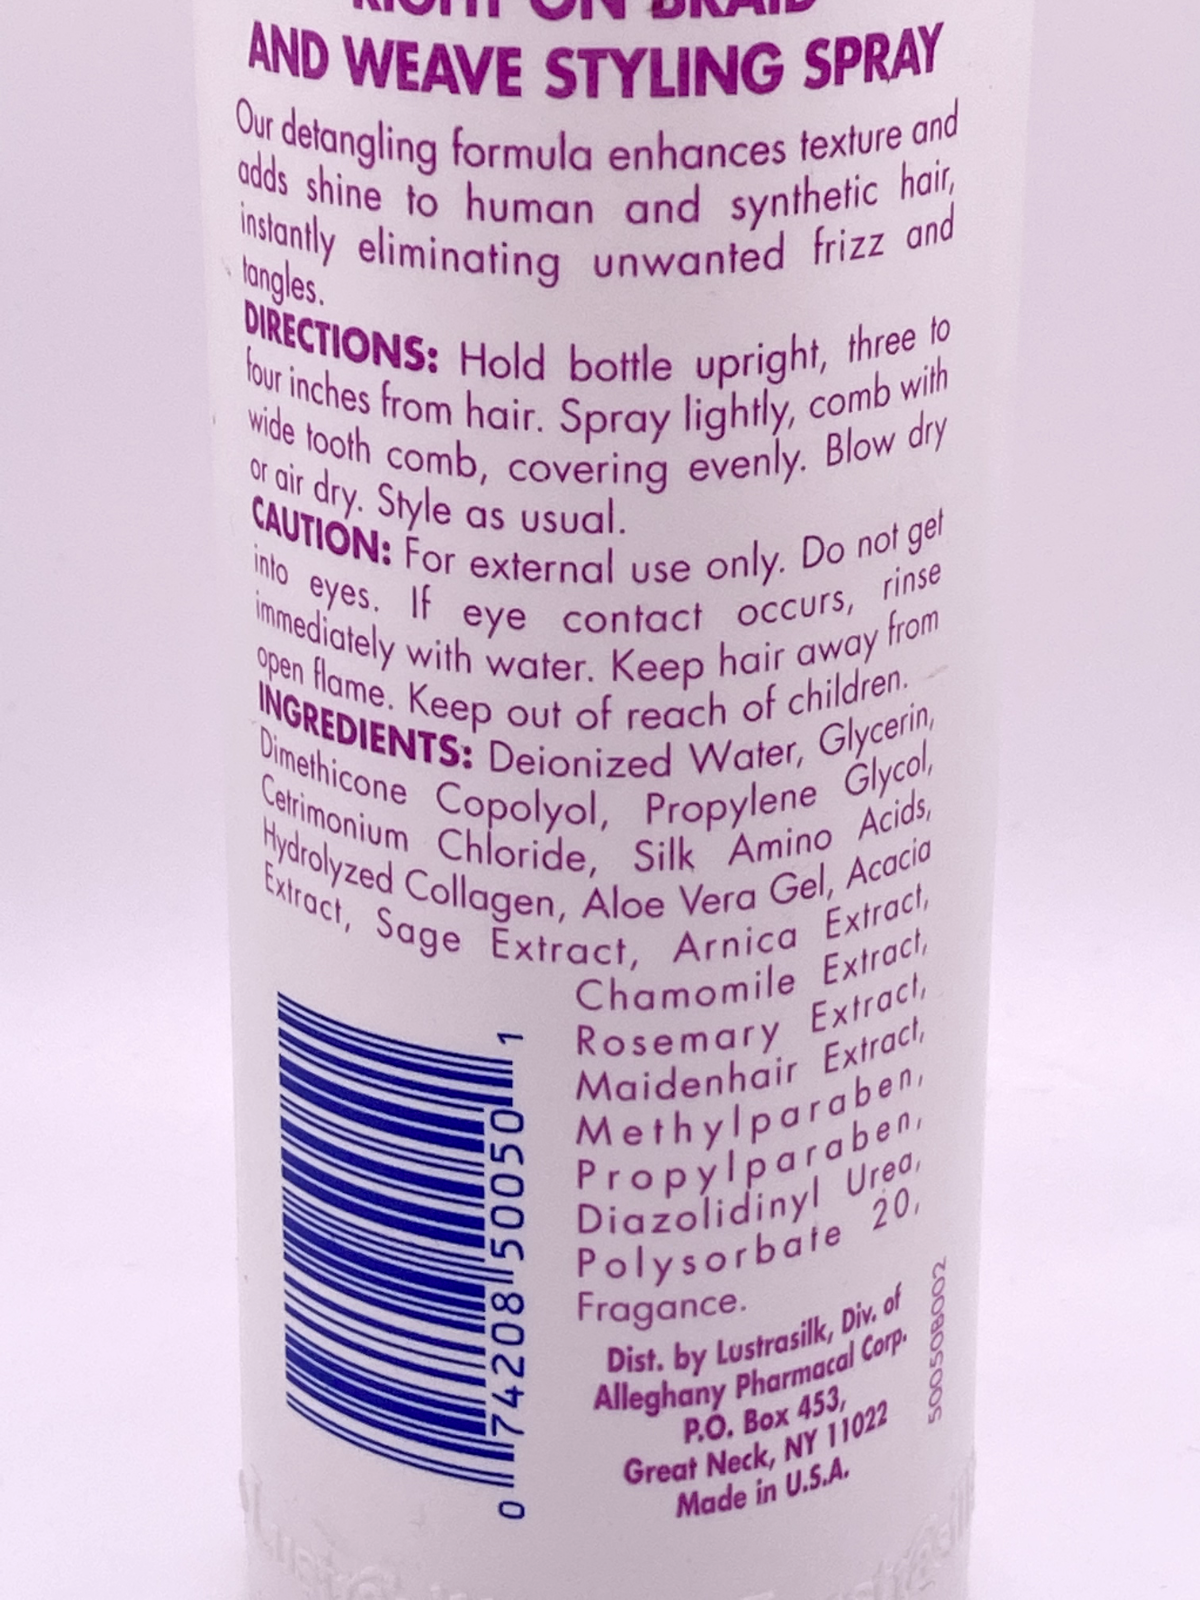 RIGHT ON BRAID
AND WEAVE STYLING SPRAY
Our detangling formula enhances texture and
adds shine to human and synthetic hair,
instantly eliminating unwanted frizz and
tangles.
DIRECTIONS: Hold bottle upright, three to
four inches from hair. Spray lightly, comb with
wide tooth comb, covering evenly. Blow dry
or air dry. Style as usual.
CAUTION: For external use only. Do not get
into eyes. If eye contact occurs, rinse
immediately with water. Keep hair away from
open flame. Keep out of reach of children.
INGREDIENTS: Deionized Water, Glycerin,
Dimethicone Copolyol, Propylene Glycol,
Cetrimonium Chloride, Silk Amino Acids,
Hydrolyzed Collagen, Aloe Vera Gel, Acacia
Extract, Sage Extract, Arnica Extract,
Chamomile Extract,
Rosemary Extract,
Maidenhair Extract,
Methylparaben,
Propylparaben,
Diazolidinyl Urea,
Polysorbate 20,
Fragance.
Dist. by Lustrasilk, Div. of
Alleghany Pharmacal Corp.
P.O. Box 453,
Great Neck, NY 11022
Made in U.S.A.
0 74208 50050 1
50050B002